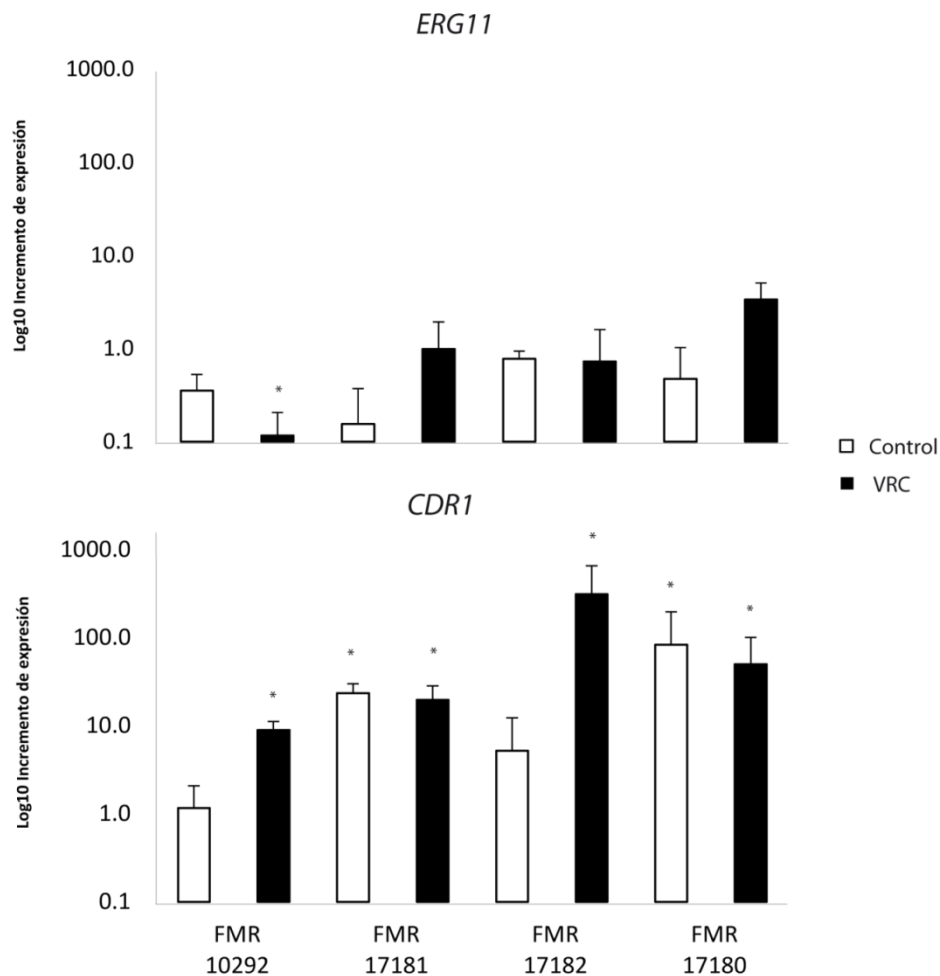 ERG11
Log10 Incremento de expresión
1000.0
100.0
10.0
1.0
0.1
*
Control
VRC
CDR1
Log10 Incremento de expresión
1000.0
100.0
10.0
1.0
0.1
* * * * * *
FMR 10292
FMR 17181
FMR 17182
FMR 17180